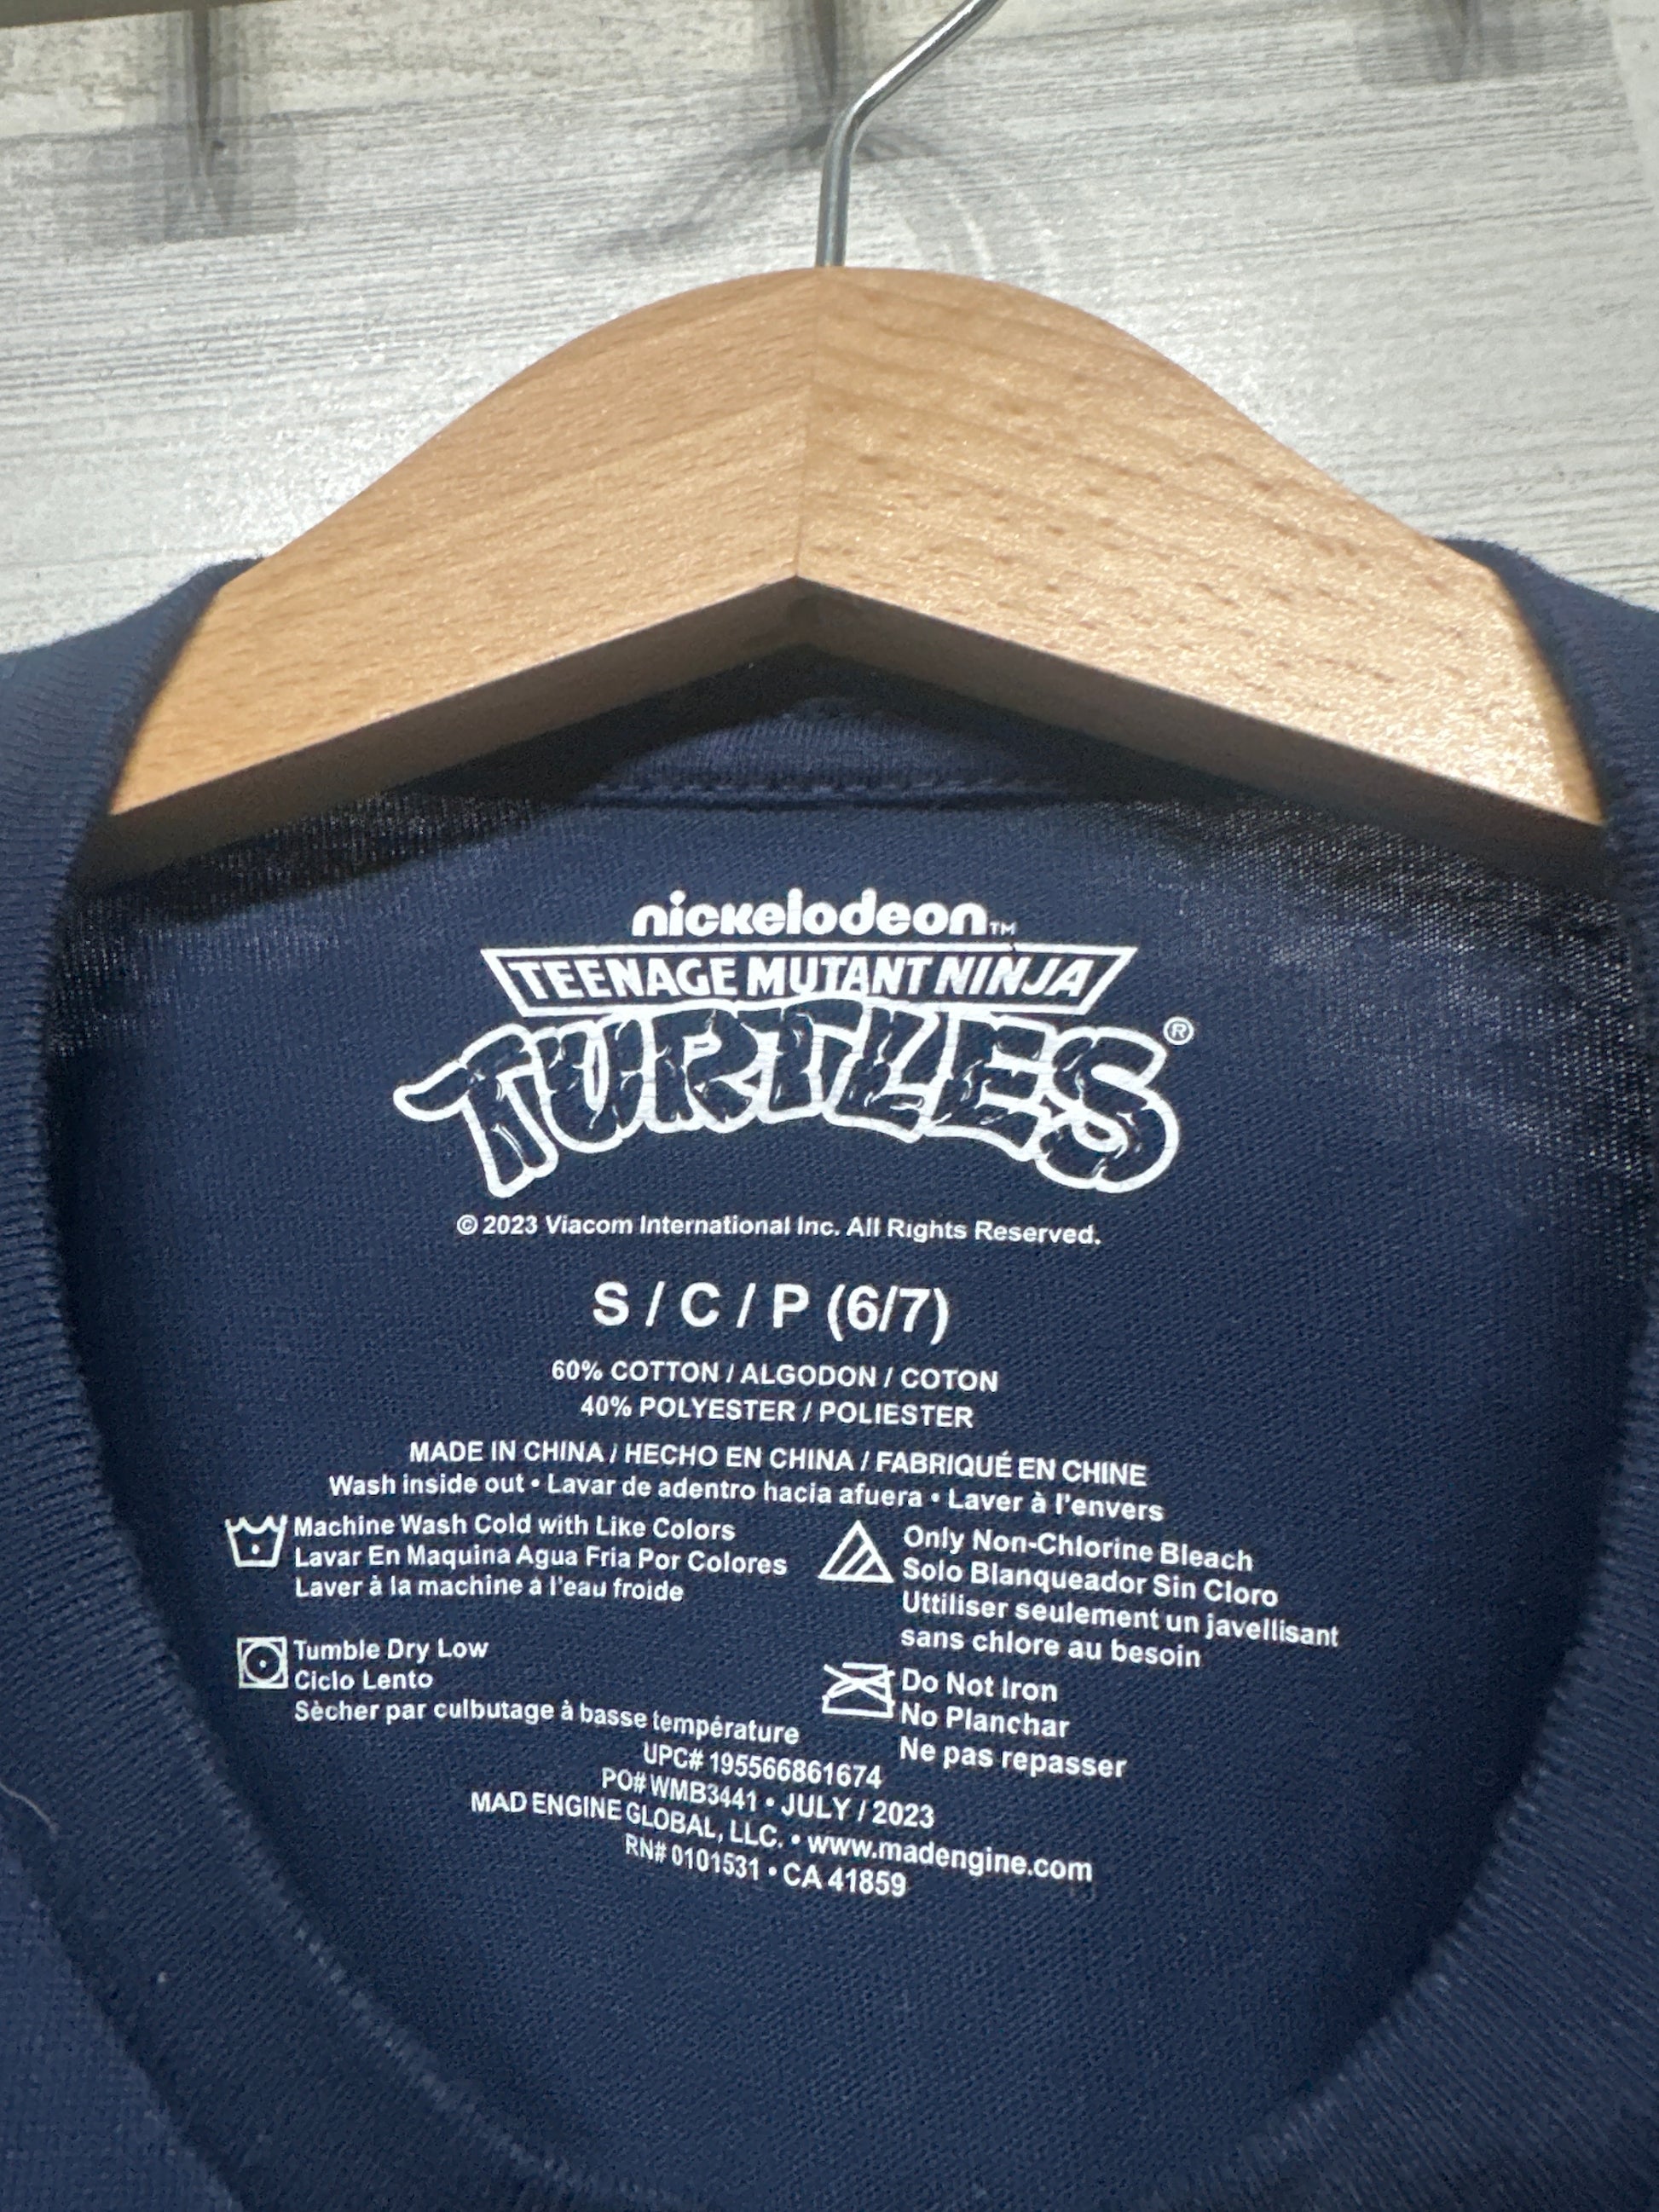 nickelodeon™
TEENAGE MUTANT NINJA
TURTLES®
© 2023 Viacom International Inc. All Rights Reserved.
S / C / P (6/7)
60% COTTON / ALGODON / COTON
40% POLYESTER / POLIESTER
MADE IN CHINA / HECHO EN CHINA / FABRIQUÉ EN CHINE
Wash inside out • Lavar de adentro hacia afuera • Laver à l'envers
Machine Wash Cold with Like Colors
Lavar En Maquina Agua Fria Por Colores
Laver à la machine à l'eau froide
Only Non-Chlorine Bleach
Solo Blanqueador Sin Cloro
Uttiliser seulement un javellisant
sans chlore au besoin
Tumble Dry Low
Ciclo Lento
Sècher par culbutage à basse température
Do Not Iron
No Planchar
Ne pas repasser
UPC# 195566861674
PO# WMB3441 • JULY / 2023
MAD ENGINE GLOBAL, LLC. • www.madengine.com
RN# 0101531 • CA 41859